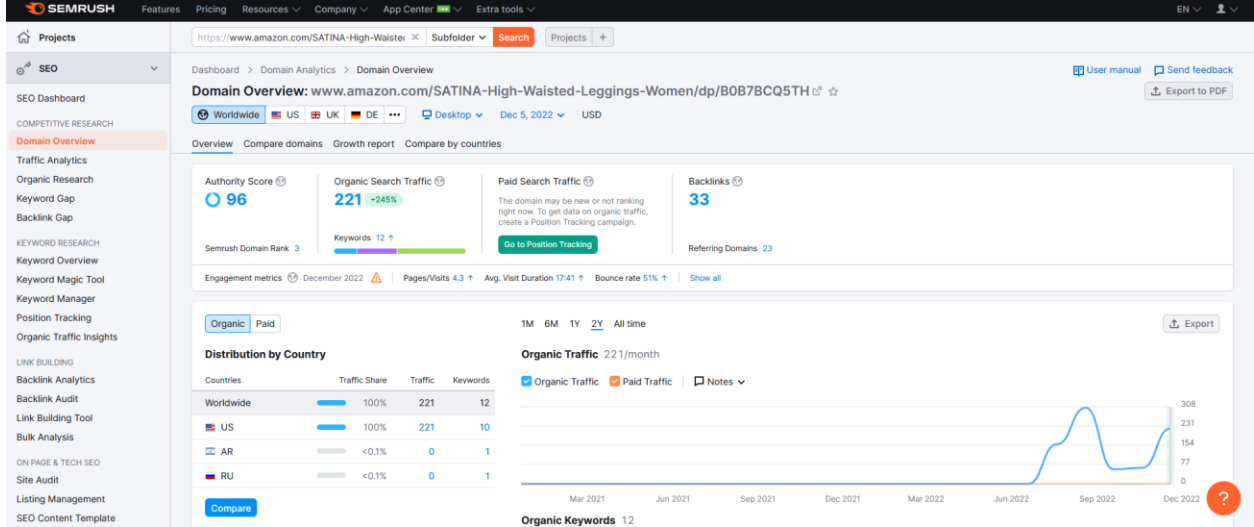 SEMRUSH Features Pricing Resources Company App Center NEW Extra tools EN
Projects
https://www.amazon.com/SATINA-High-Waiste Subfolder Search Projects +
SEO
Dashboard > Domain Analytics > Domain Overview
User manual Send feedback
Domain Overview: www.amazon.com/SATINA-High-Waisted-Leggings-Women/dp/B0B7BCQ5TH
Export to PDF
Worldwide US UK DE ••• Desktop Dec 5, 2022 USD
Overview Compare domains Growth report Compare by countries
SEO Dashboard
COMPETITIVE RESEARCH
Domain Overview
Traffic Analytics
Organic Research
Keyword Gap
Backlink Gap
KEYWORD RESEARCH
Keyword Overview
Keyword Magic Tool
Keyword Manager
Position Tracking
Organic Traffic Insights
LINK BUILDING
Backlink Analytics
Backlink Audit
Link Building Tool
Bulk Analysis
ON PAGE & TECH SEO
Site Audit
Listing Management
SEO Content Template
Authority Score
96
Semrush Domain Rank 3
Organic Search Traffic
221 +245%
Keywords 12 ↑
Paid Search Traffic
The domain may be new or not ranking
right now. To get data on organic traffic,
create a Position Tracking campaign.
Go to Position Tracking
Backlinks
33
Referring Domains 23
Engagement metrics December 2022 Pages/Visits 4.3 ↑ Avg. Visit Duration 17:41 ↑ Bounce rate 51% ↑ Show all
Organic Paid
Distribution by Country
Countries Traffic Share Traffic Keywords
Worldwide 100% 221 12
US 100% 221 10
AR <0.1% 0 1
RU <0.1% 0 1
Compare
1M 6M 1Y 2Y All time
Export
Organic Traffic 221/month
Organic Traffic Paid Traffic Notes
308
231
154
77
0
Mar 2021 Jun 2021 Sep 2021 Dec 2021 Mar 2022 Jun 2022 Sep 2022 Dec 2022
?
Organic Keywords 12